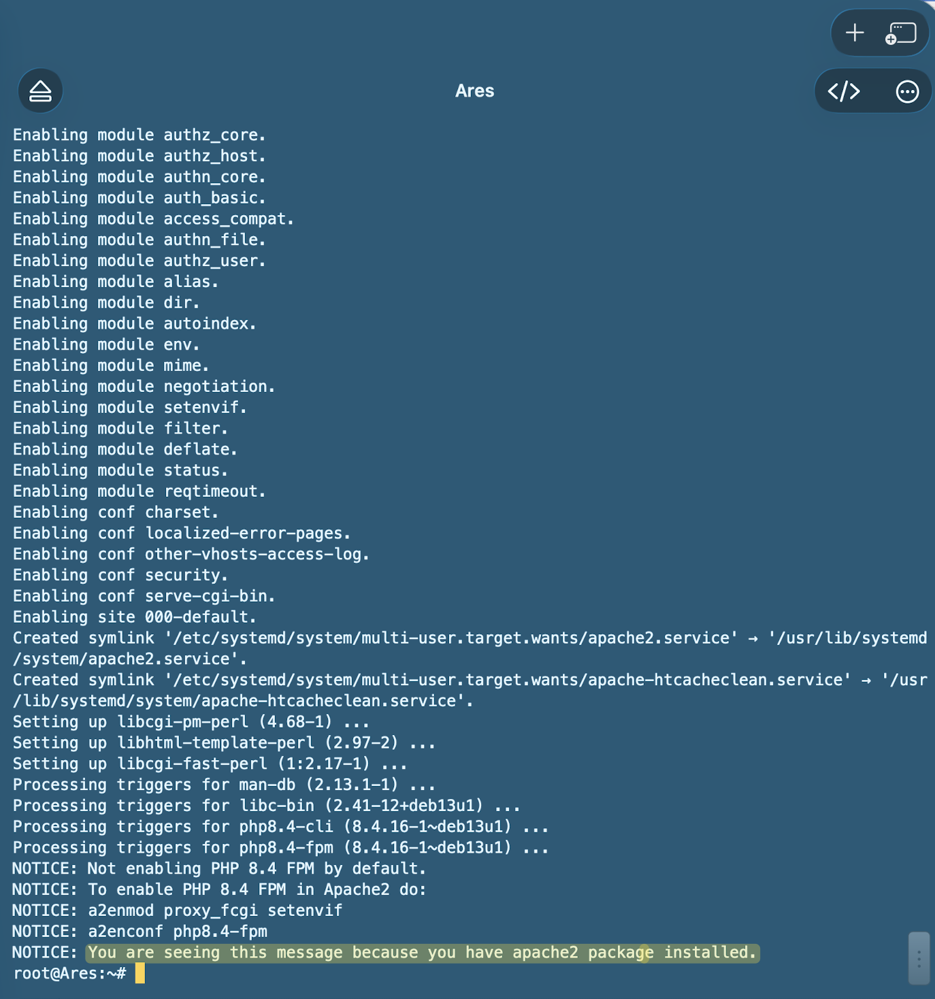 Ares
Enabling module authz_core.
Enabling module authz_host.
Enabling module authn_core.
Enabling module auth_basic.
Enabling module access_compat.
Enabling module authn_file.
Enabling module authz_user.
Enabling module alias.
Enabling module dir.
Enabling module autoindex.
Enabling module env.
Enabling module mime.
Enabling module negotiation.
Enabling module setenvif.
Enabling module filter.
Enabling module deflate.
Enabling module status.
Enabling module reqtimeout.
Enabling conf charset.
Enabling conf localized-error-pages.
Enabling conf other-vhosts-access-log.
Enabling conf security.
Enabling conf serve-cgi-bin.
Enabling site 000-default.
Created symlink '/etc/systemd/system/multi-user.target.wants/apache2.service' → '/usr/lib/systemd
/system/apache2.service'.
Created symlink '/etc/systemd/system/multi-user.target.wants/apache-htcacheclean.service' → '/usr
/lib/systemd/system/apache-htcacheclean.service'.
Setting up libcgi-pm-perl (4.68-1) ...
Setting up libhtml-template-perl (2.97-2) ...
Setting up libcgi-fast-perl (1:2.17-1) ...
Processing triggers for man-db (2.13.1-1) ...
Processing triggers for libc-bin (2.41-12+deb13u1) ...
Processing triggers for php8.4-cli (8.4.16-1~deb13u1) ...
Processing triggers for php8.4-fpm (8.4.16-1~deb13u1) ...
NOTICE: Not enabling PHP 8.4 FPM by default.
NOTICE: To enable PHP 8.4 FPM in Apache2 do:
NOTICE: a2enmod proxy_fcgi setenvif
NOTICE: a2enconf php8.4-fpm
NOTICE: You are seeing this message because you have apache2 package installed.
root@Ares:~#